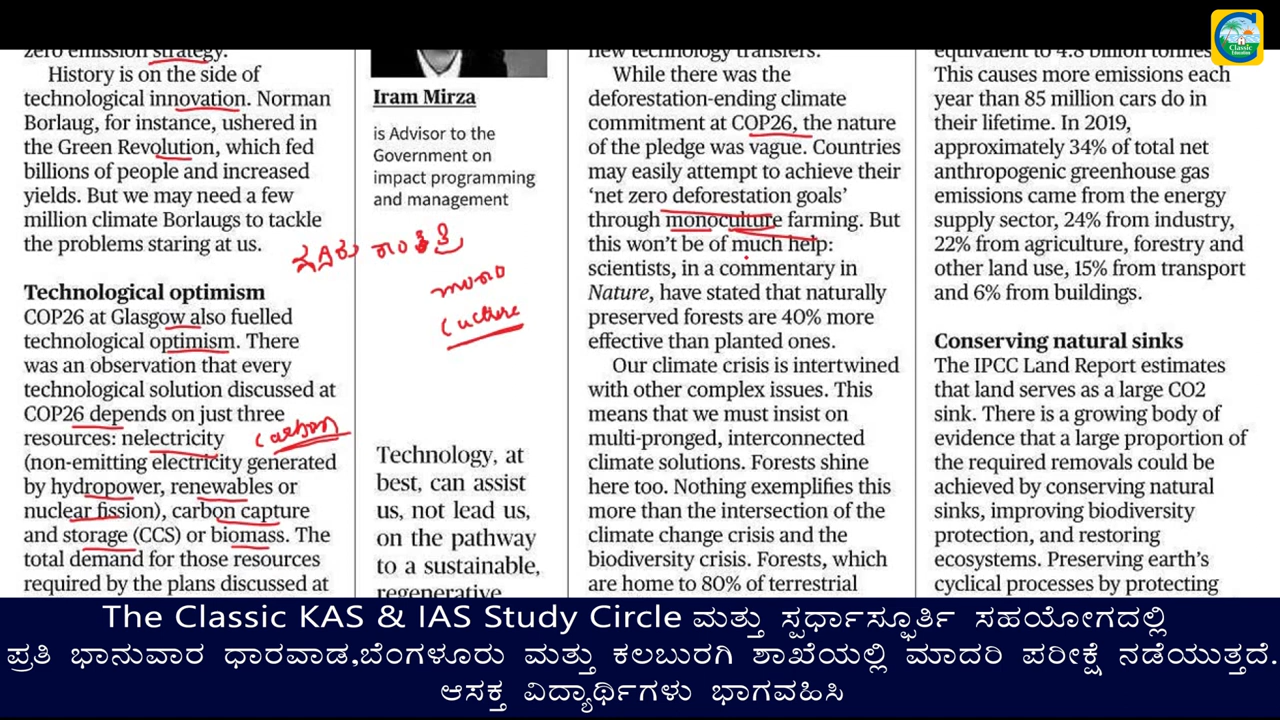 Classic
Education
zero emission strategy.
History is on the side of
technological innovation. Norman
Borlaug, for instance, ushered in
the Green Revolution, which fed
billions of people and increased
yields. But we may need a few
million climate Borlaugs to tackle
the problems staring at us.
Technological optimism
COP26 at Glasgow also fuelled
technological optimism. There
was an observation that every
technological solution discussed at
COP26 depends on just three
resources: nelectricity
carbon
(non-emitting electricity generated
by hydropower, renewables or
nuclear fission), carbon capture
and storage (CCS) or biomass. The
total demand for those resources
required by the plans discussed at
Iram Mirza
is Advisor to the
Government on
impact programming
and management
mono
culture
Technology, at
best, can assist
us, not lead us,
on the pathway
to a sustainable,
regenerative
new technology transfers.
While there was the
deforestation-ending climate
commitment at COP26, the nature
of the pledge was vague. Countries
may easily attempt to achieve their
‘net zero deforestation goals’
through monoculture farming. But
this won’t be of much help:
scientists, in a commentary in
Nature, have stated that naturally
preserved forests are 40% more
effective than planted ones.
Our climate crisis is intertwined
with other complex issues. This
means that we must insist on
multi-pronged, interconnected
climate solutions. Forests shine
here too. Nothing exemplifies this
more than the intersection of the
climate change crisis and the
biodiversity crisis. Forests, which
are home to 80% of terrestrial
equivalent to 4.8 billion tonnes
This causes more emissions each
year than 85 million cars do in
their lifetime. In 2019,
approximately 34% of total net
anthropogenic greenhouse gas
emissions came from the energy
supply sector, 24% from industry,
22% from agriculture, forestry and
other land use, 15% from transport
and 6% from buildings.
Conserving natural sinks
The IPCC Land Report estimates
that land serves as a large CO2
sink. There is a growing body of
evidence that a large proportion of
the required removals could be
achieved by conserving natural
sinks, improving biodiversity
protection, and restoring
ecosystems. Preserving earth’s
cyclical processes by protecting
The Classic KAS & IAS Study Circle ಮತ್ತು ಸ್ಪರ್ಧಾಸ್ಫೂರ್ತಿ ಸಹಯೋಗದಲ್ಲಿ
ಪ್ರತಿ ಭಾನುವಾರ ಧಾರವಾಡ,ಬೆಂಗಳೂರು ಮತ್ತು ಕಲಬುರಗಿ ಶಾಖೆಯಲ್ಲಿ ಮಾದರಿ ಪರೀಕ್ಷೆ ನಡೆಯುತ್ತದೆ.
ಆಸಕ್ತ ವಿದ್ಯಾರ್ಥಿಗಳು ಭಾಗವಹಿಸಿ